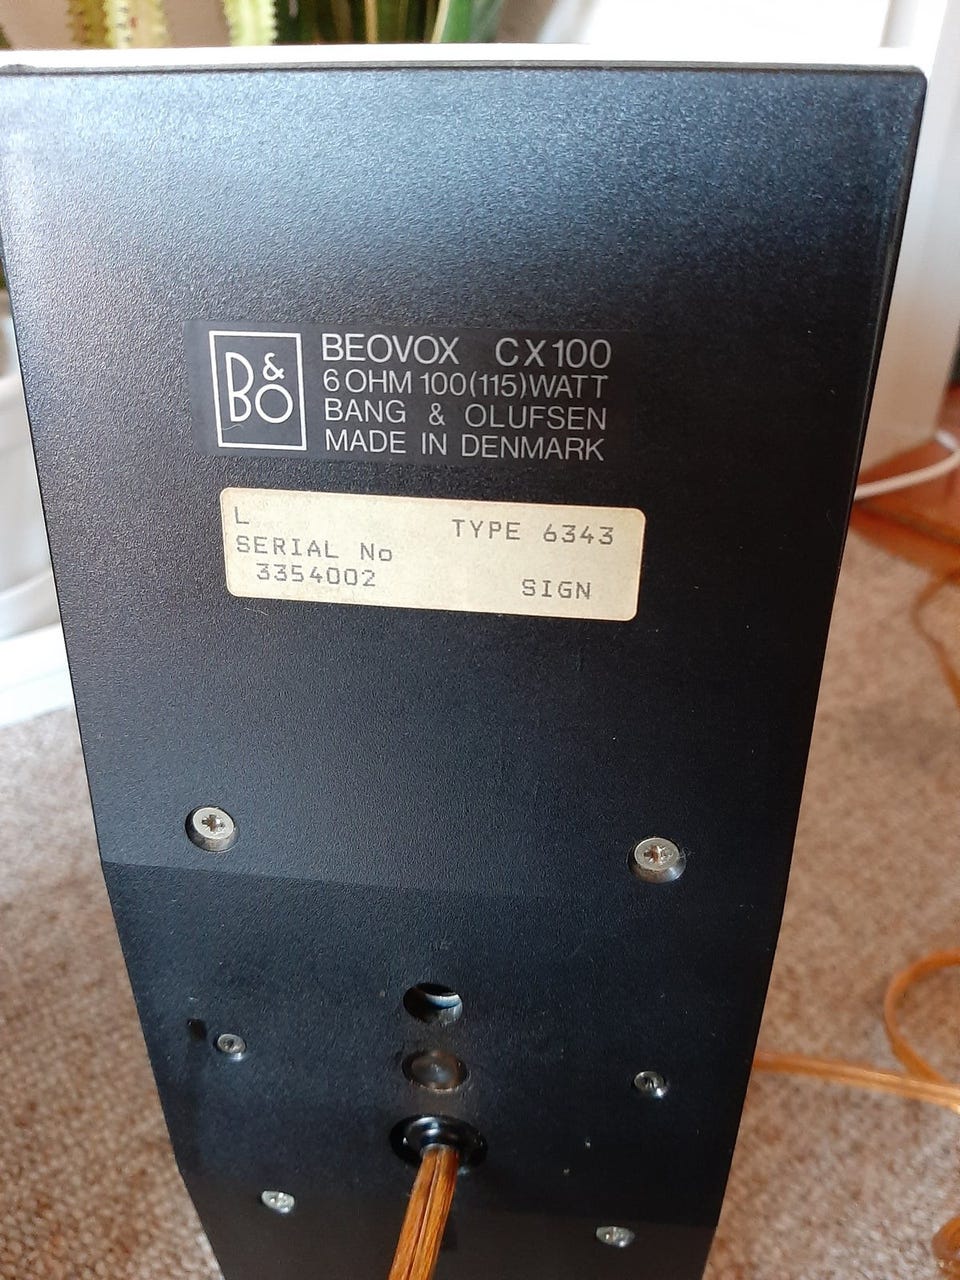 B&O
BEOVOX CX100
6 OHM 100(115)WATT
BANG & OLUFSEN
MADE IN DENMARK
L TYPE 6343
SERIAL No
3354002 SIGN